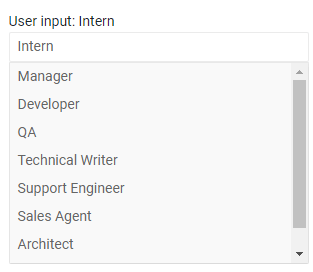 User input: Intern
Intern
Manager
Developer
QA
Technical Writer
Support Engineer
Sales Agent
Architect